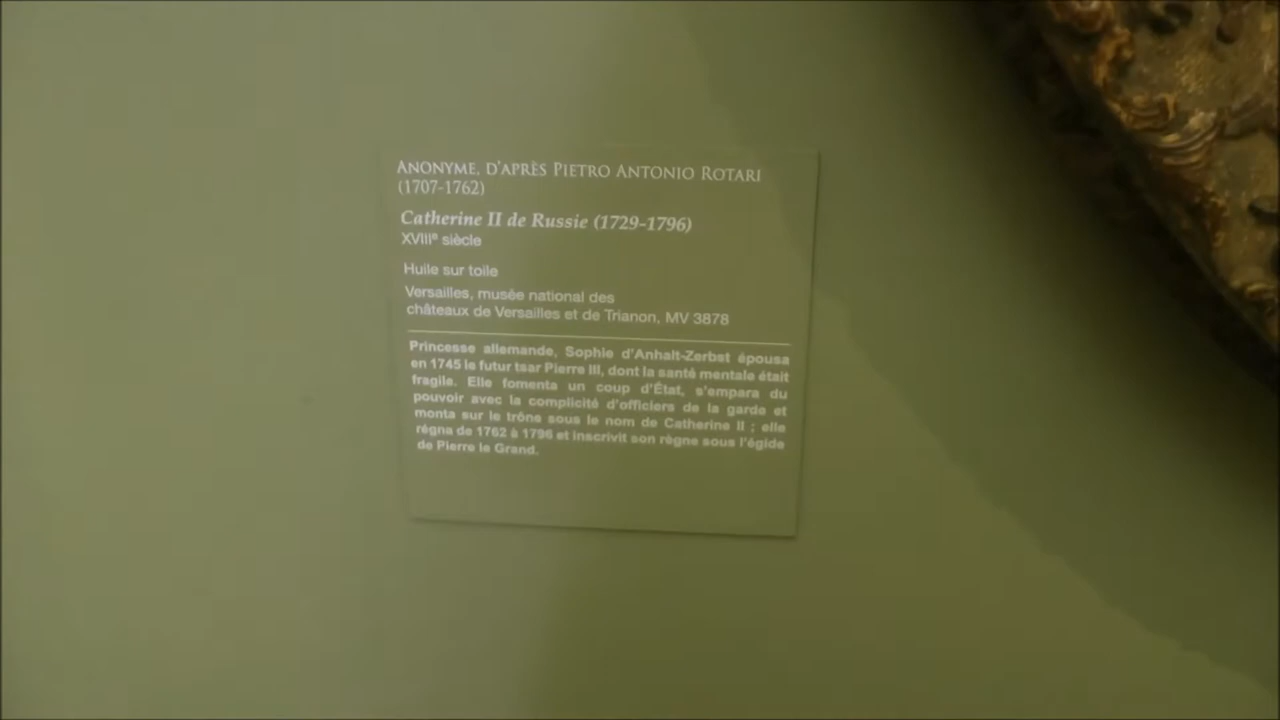 ANONYME, D'APRÈS PIETRO ANTONIO ROTARI
(1707-1762)
Catherine II de Russie (1729-1796)
XVIIIe siècle
Huile sur toile
Versailles, musée national des
châteaux de Versailles et de Trianon, MV 3878
Princesse allemande, Sophie d'Anhalt-Zerbst épousa
en 1745 le futur tsar Pierre III, dont la santé mentale était
fragile. Elle fomenta un coup d'État, s'empara du
pouvoir avec la complicité d'officiers de la garde et
monta sur le trône sous le nom de Catherine II ; elle
régna de 1762 à 1796 et inscrivit son règne sous l'égide
de Pierre le Grand.